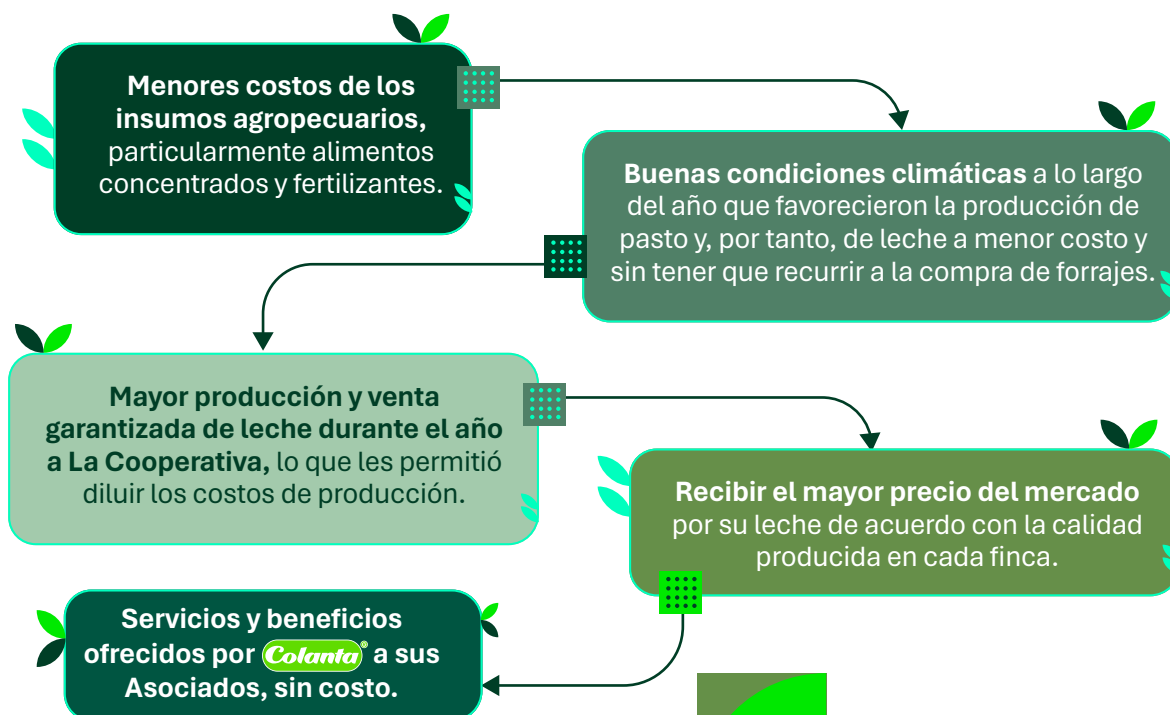 Menores costos de los
insumos agropecuarios,
particularmente alimentos
concentrados y fertilizantes.
Buenas condiciones climáticas a lo largo
del año que favorecieron la producción de
pasto y, por tanto, de leche a menor costo y
sin tener que recurrir a la compra de forrajes.
Mayor producción y venta
garantizada de leche durante el año
a La Cooperativa, lo que les permitió
diluir los costos de producción.
Recibir el mayor precio del mercado
por su leche de acuerdo con la calidad
producida en cada finca.
Servicios y beneficios
ofrecidos por Colanta® a sus
Asociados, sin costo.